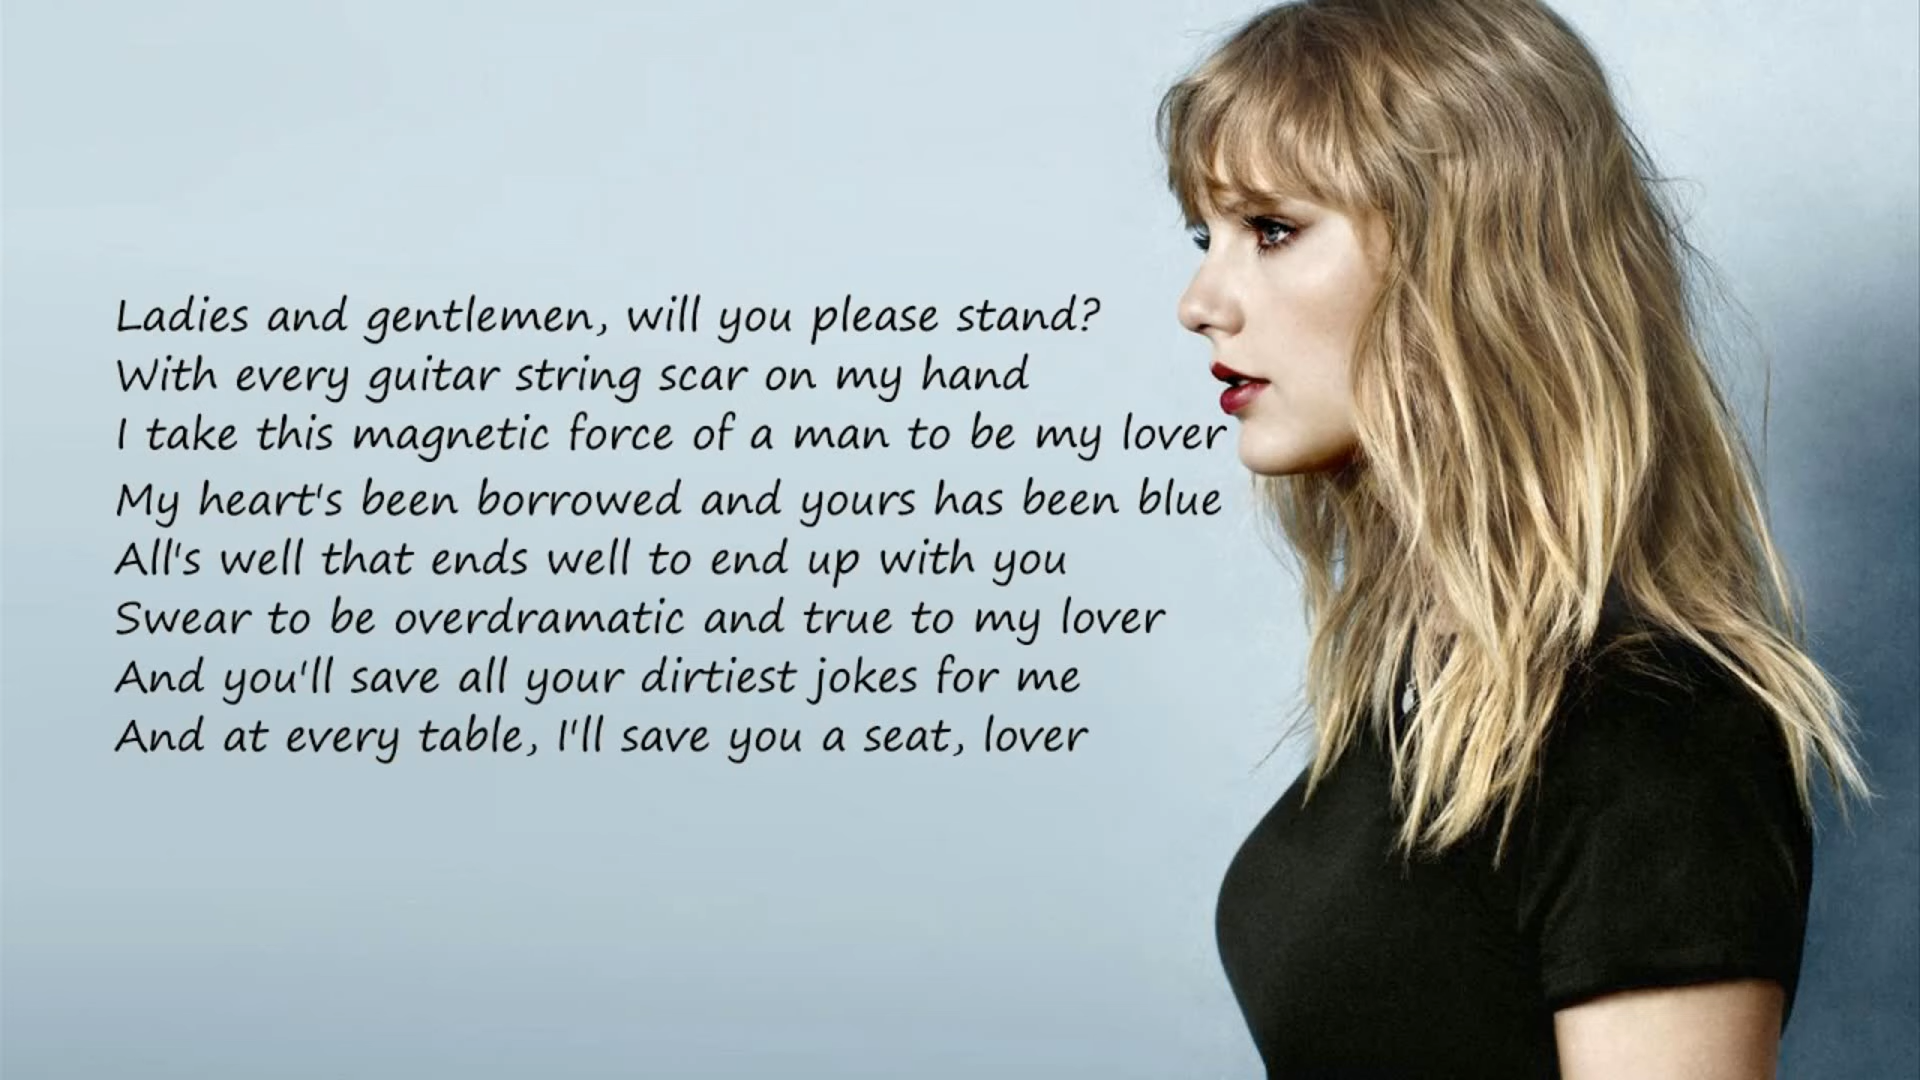 Ladies and gentlemen, will you please stand?
With every guitar string scar on my hand
I take this magnetic force of a man to be my lover
My heart's been borrowed and yours has been blue
All's well that ends well to end up with you
Swear to be overdramatic and true to my lover
And you'll save all your dirtiest jokes for me
And at every table, I'll save you a seat, lover